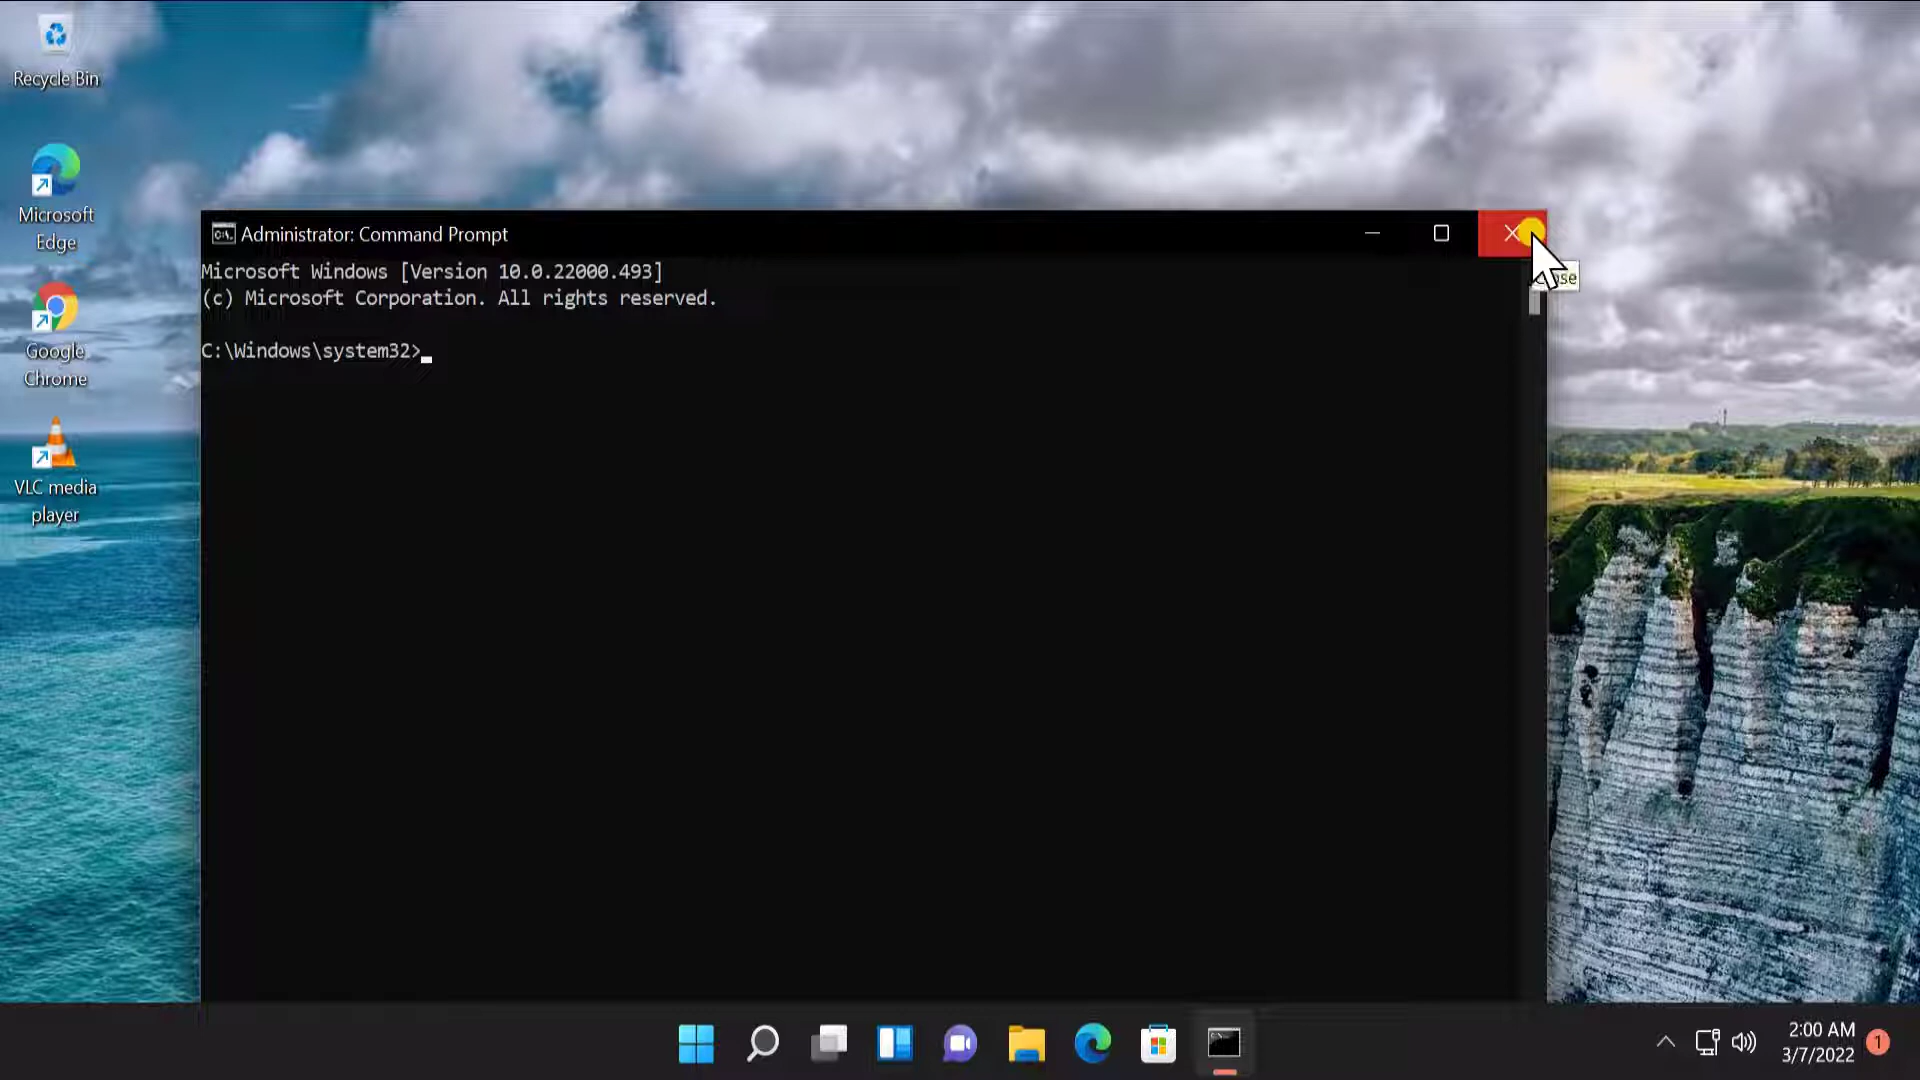 Recycle Bin
Microsoft
Edge
Google
Chrome
VLC media
player
Administrator: Command Prompt
Microsoft Windows [Version 10.0.22000.493]
(c) Microsoft Corporation. All rights reserved.
C:\Windows\system32>
2:00 AM
3/7/2022
1